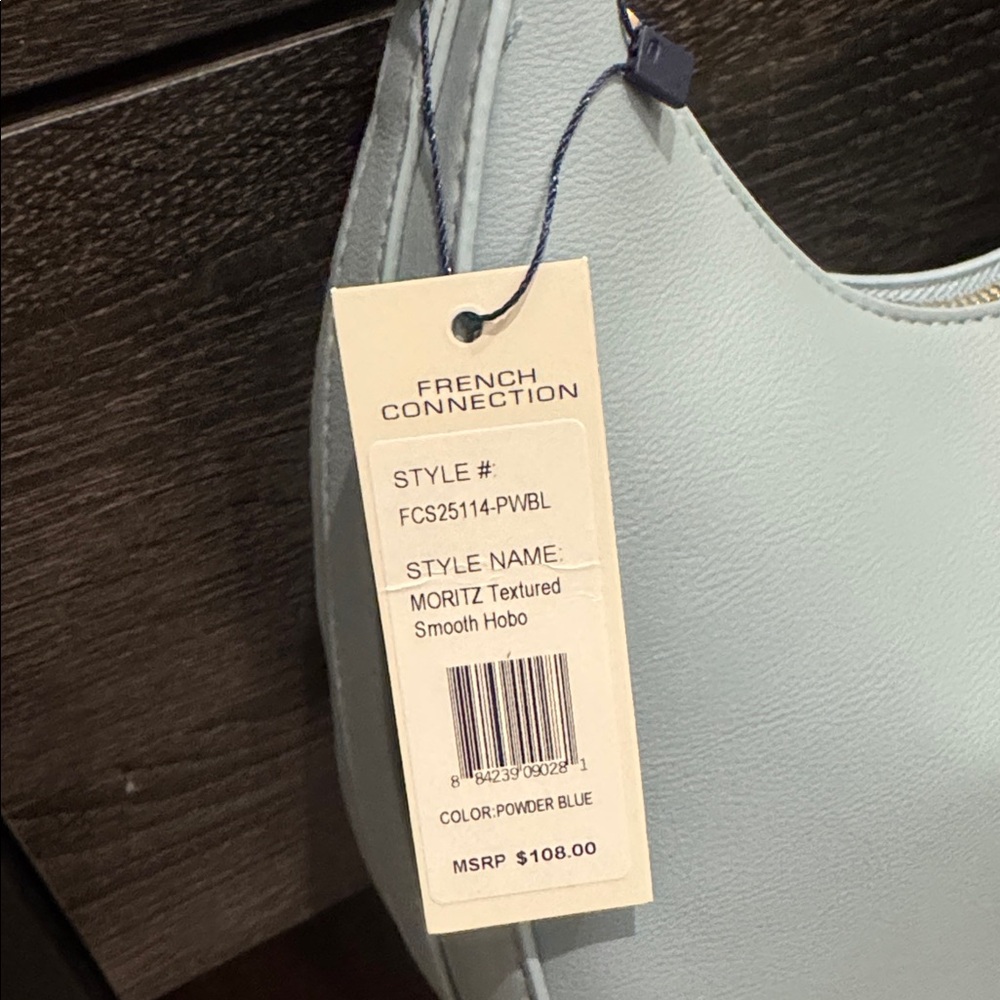 FRENCH
CONNECTION
STYLE #:
FCS25114-PWBL
STYLE NAME:
MORITZ Textured
Smooth Hobo
8 84239 09028 1
COLOR:POWDER BLUE
MSRP $108.00